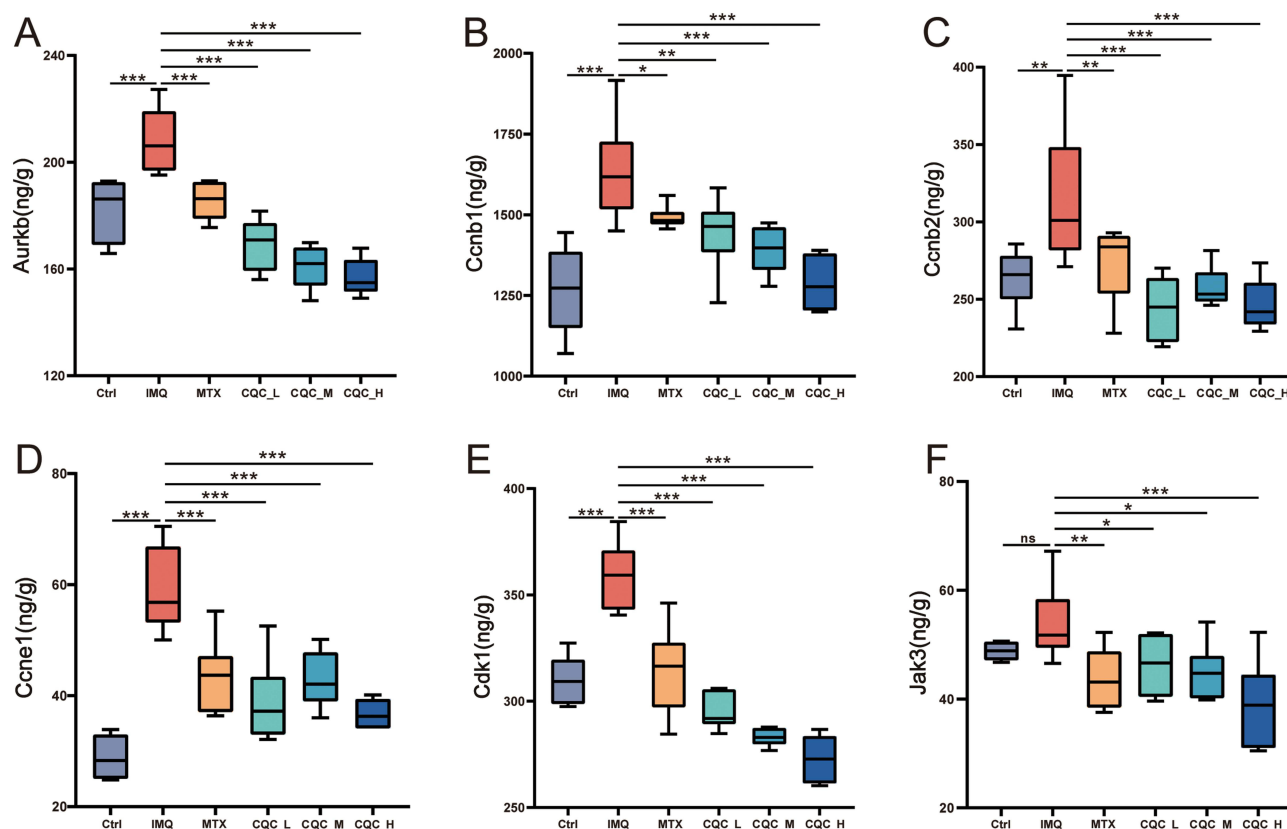 A
Aurkb(ng/g)
240
200
160
120
***
***
***
***
***
Ctrl IMQ MTX CQC_L CQC_M CQC_H
B
Ccnb1(ng/g)
2000
1750
1500
1250
1000
***
***
**
***
*
Ctrl IMQ MTX CQC_L CQC_M CQC_H
C
Ccnb2(ng/g)
400
350
300
250
200
***
***
***
**
**
Ctrl IMQ MTX CQC_L CQC_M CQC_H
D
Ccne1(ng/g)
80
60
40
20
***
***
***
***
***
Ctrl IMQ MTX CQC_L CQC_M CQC_H
E
Cdk1(ng/g)
400
350
300
250
***
***
***
***
***
Ctrl IMQ MTX CQC_L CQC_M CQC_H
F
Jak3(ng/g)
80
60
40
20
***
*
*
ns
**
Ctrl IMQ MTX CQC_L CQC_M CQC_H